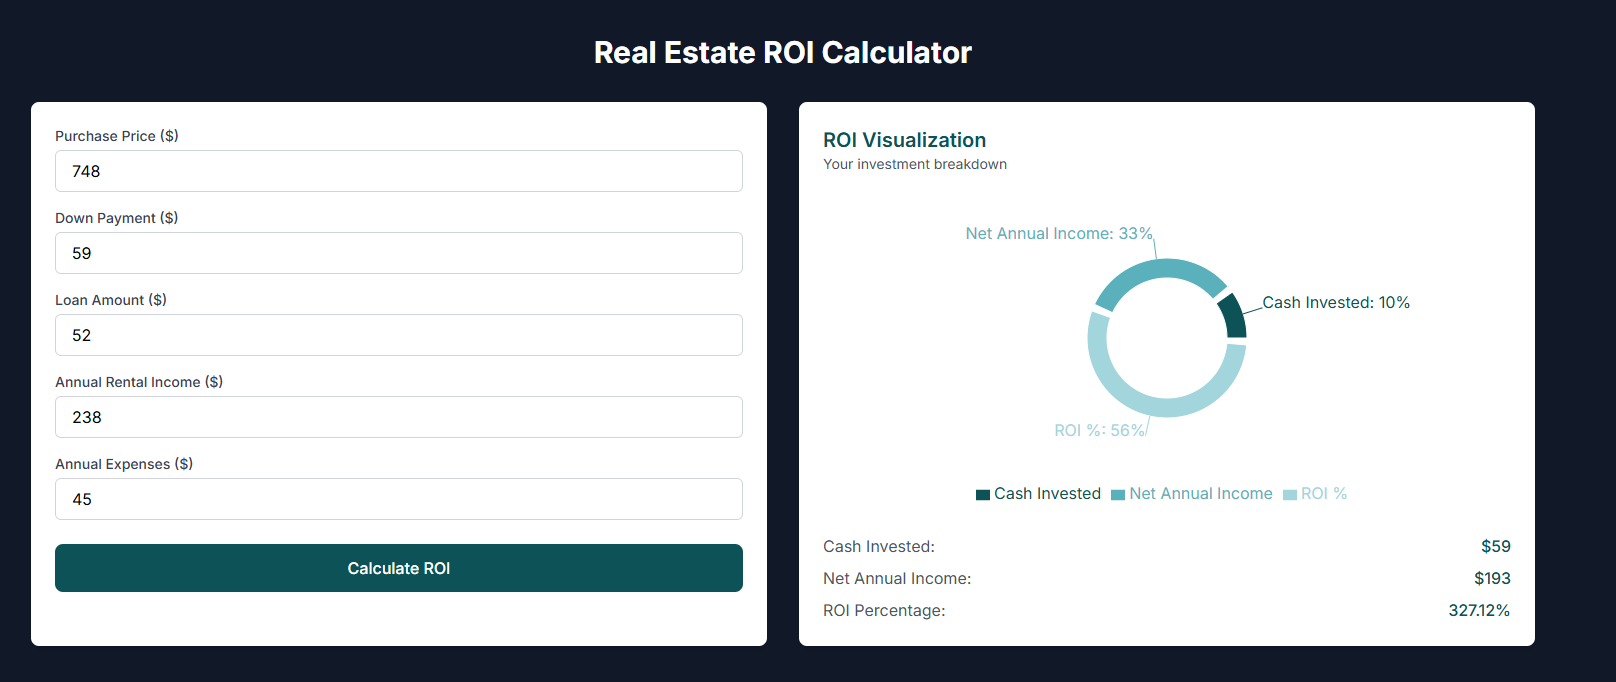 Real Estate ROI Calculator
Purchase Price ($)
748
Down Payment ($)
59
Loan Amount ($)
52
Annual Rental Income ($)
238
Annual Expenses ($)
45
Calculate ROI
ROI Visualization
Your investment breakdown
Net Annual Income: 33%
Cash Invested: 10%
ROI %: 56%
Cash Invested Net Annual Income ROI %
Cash Invested: $59
Net Annual Income: $193
ROI Percentage: 327.12%